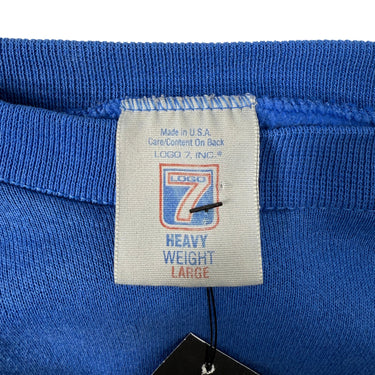 Made in U.S.A.
Care/Content On Back
LOGO 7, INC.®
LOGO
7
HEAVY
WEIGHT
LARGE